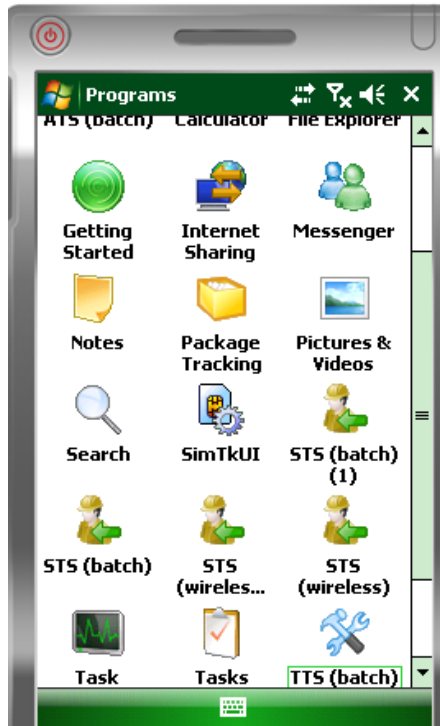 Programs
ATS (batch) Calculator File Explorer
Getting Started Internet Sharing Messenger
Notes Package Tracking Pictures & Videos
Search SimTkUI STS (batch) (1)
STS (batch) STS (wireles... STS (wireless)
Task Tasks TTS (batch)